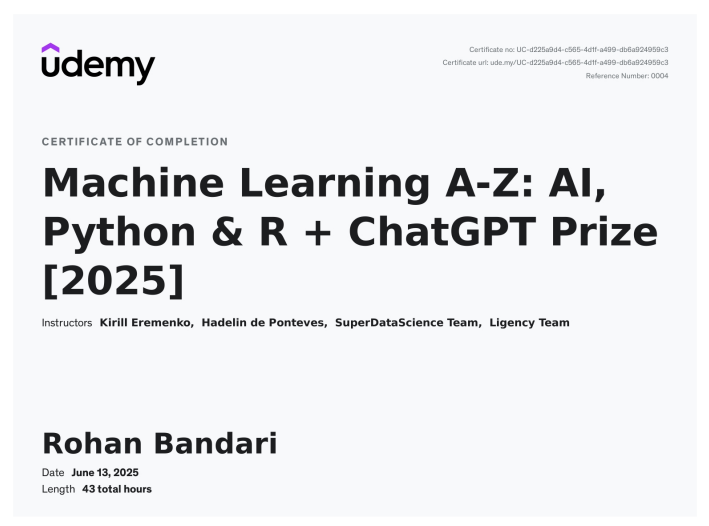 udemy
Certificate no: UC-d225a9d4-c565-4d1f-a499-db6a924959c3
Certificate url: ude.my/UC-d225a9d4-c565-4d1f-a499-db6a924959c3
Reference Number: 0004
CERTIFICATE OF COMPLETION
Machine Learning A-Z: AI,
Python & R + ChatGPT Prize
[2025]
Instructors Kirill Eremenko, Hadelin de Ponteves, SuperDataScience Team, Ligency Team
Rohan Bandari
Date June 13, 2025
Length 43 total hours